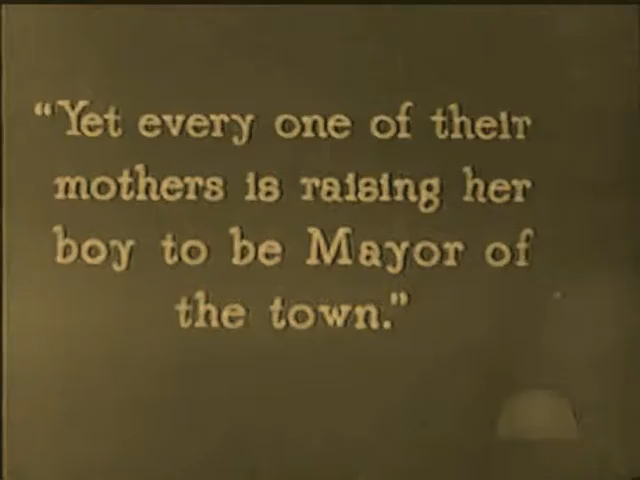 "Yet every one of their
mothers is raising her
boy to be Mayor of
the town."